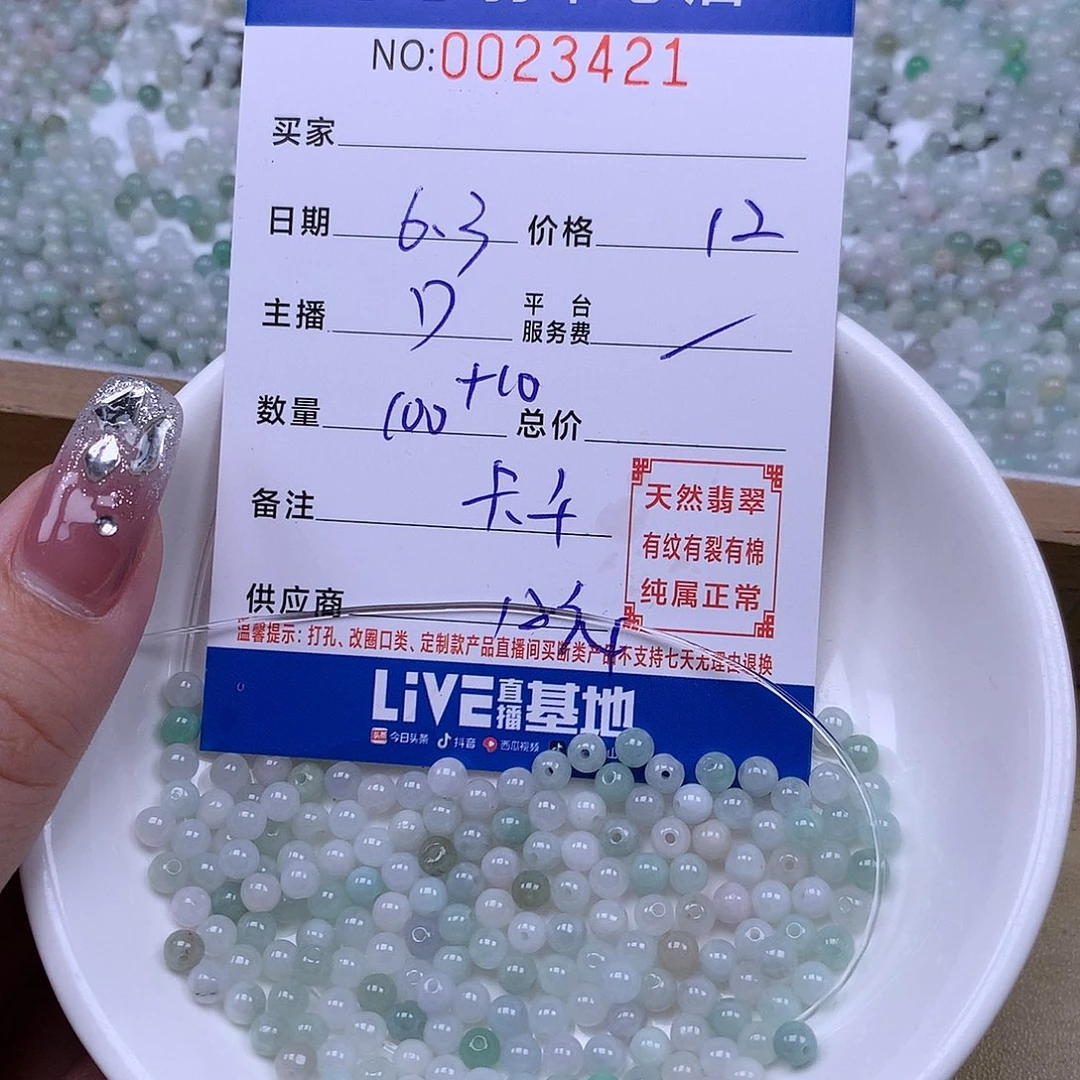 NO:0023421
买家
日期 6.3 价格 12
主播 D 平台服务费 /
数量 100+10 总价
备注
天然翡翠
有纹有裂有棉
纯属正常
供应商
温馨提示：打孔、改圈口类、定制款产品直播间买断类产品不支持七天无理由退换
LiVE直播基地
今日头条 抖音 西瓜视频